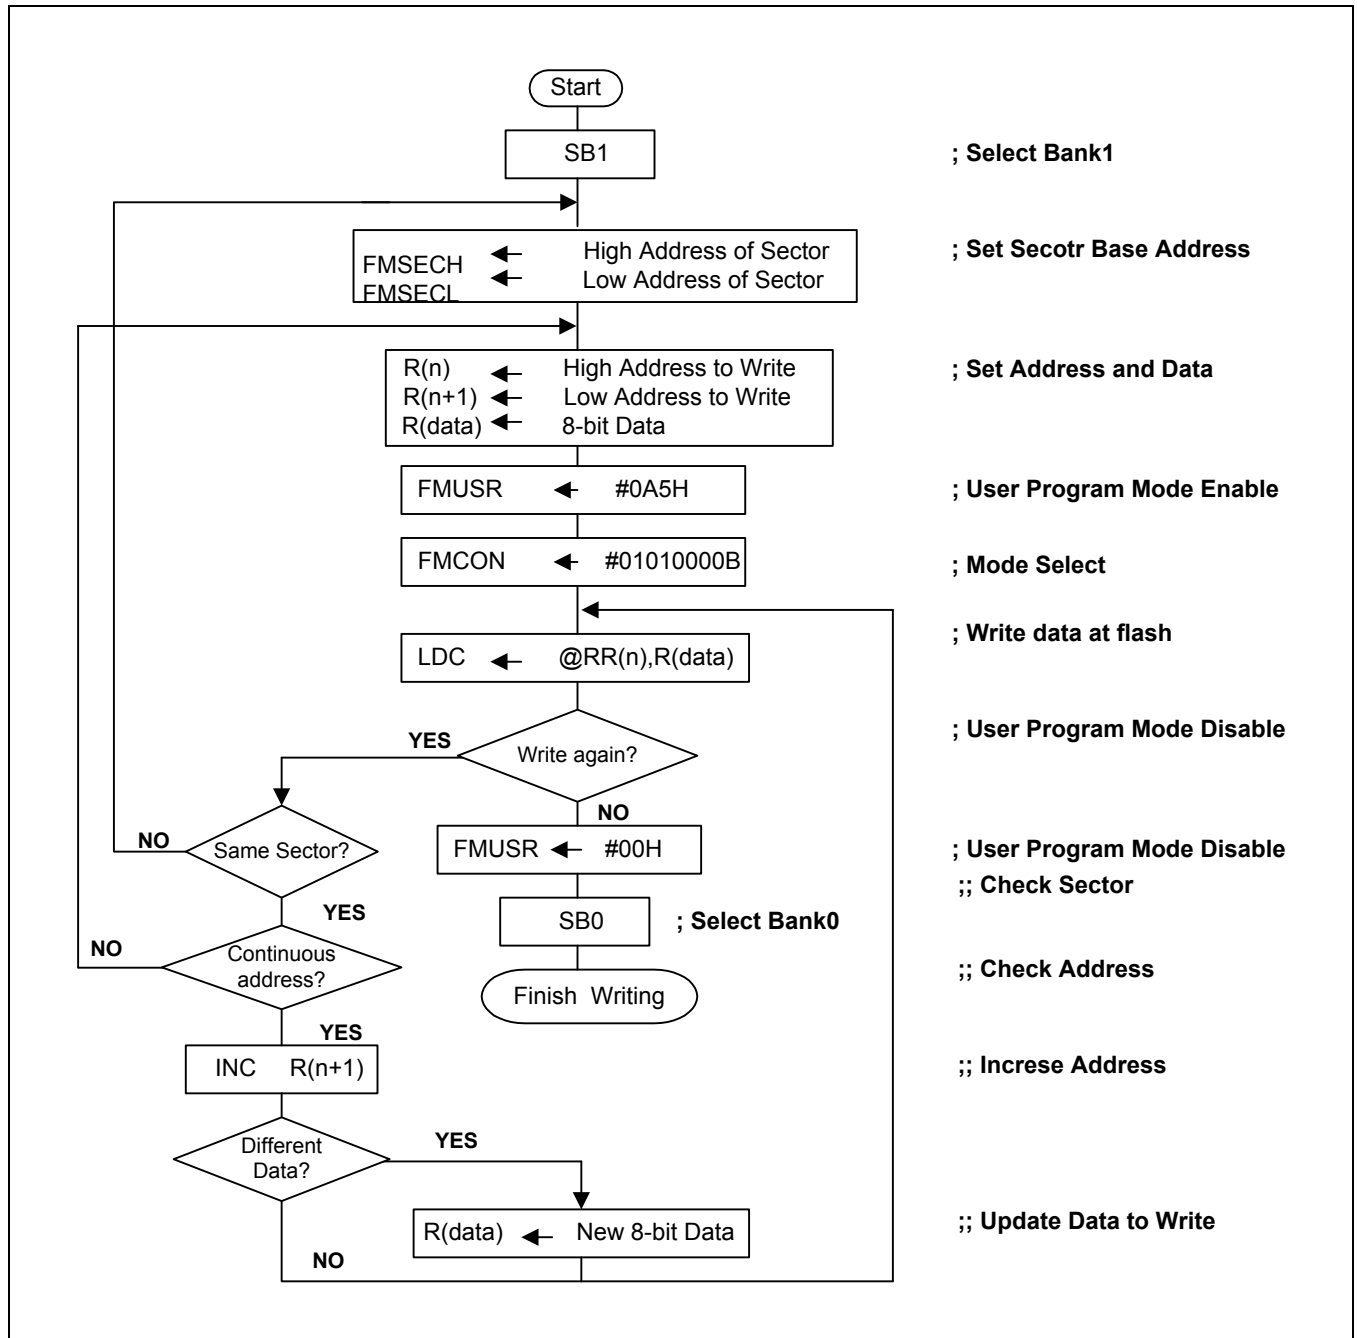 Start
SB1
; Select Bank1
FMSECH ← High Address of Sector
FMSECL ← Low Address of Sector
; Set Secotr Base Address
R(n) ← High Address to Write
R(n+1) ← Low Address to Write
R(data) ← 8-bit Data
; Set Address and Data
FMUSR ← #0A5H
; User Program Mode Enable
FMCON ← #01010000B
; Mode Select
; Write data at flash
LDC ← @RR(n),R(data)
; User Program Mode Disable
YES
Write again?
NO
NO
Same Sector?
FMUSR ← #00H
; User Program Mode Disable
;; Check Sector
YES
SB0
; Select Bank0
NO
Continuous
address?
;; Check Address
Finish Writing
YES
INC R(n+1)
;; Increse Address
Different
Data?
YES
R(data) ← New 8-bit Data
;; Update Data to Write
NO